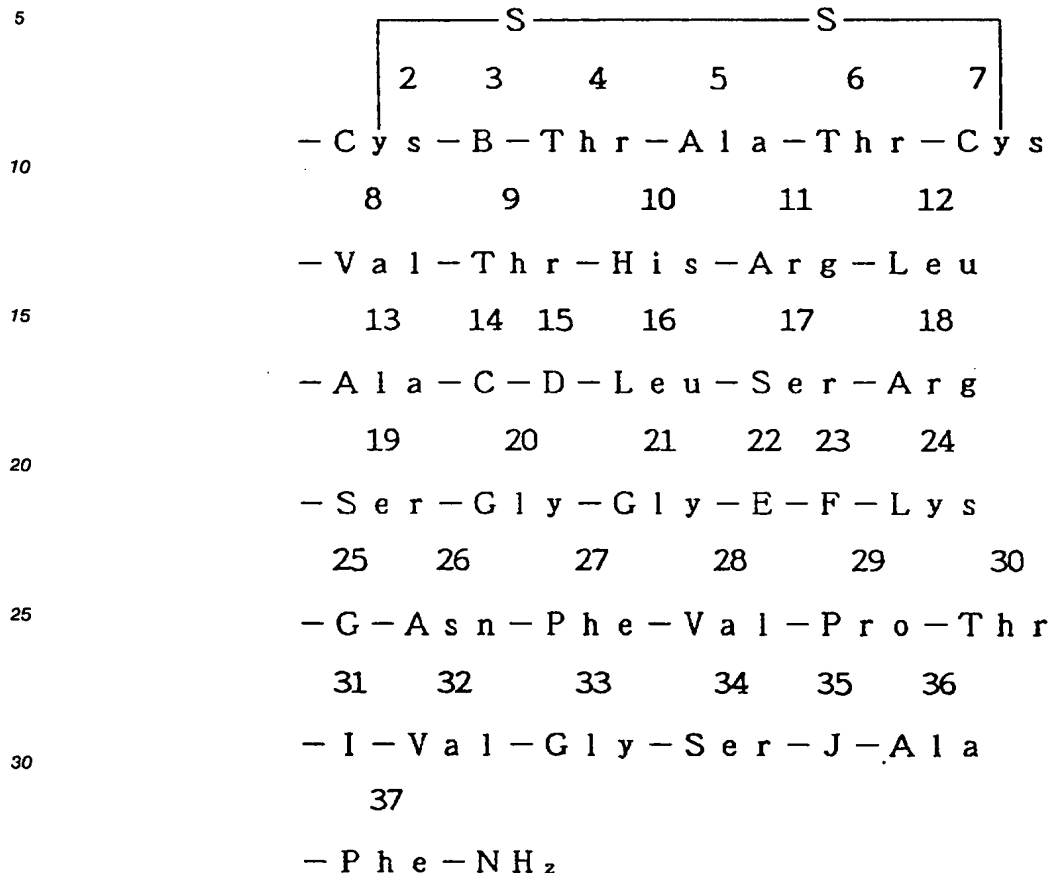 5 S S
2 3 4 5 6 7
- Cys - B - Thr - Ala - Thr - Cys
10
8 9 10 11 12
- Val - Thr - His - Arg - Leu
15 13 14 15 16 17 18
- Ala - C - D - Leu - Ser - Arg
19 20 21 22 23 24
20
- Ser - Gly - Gly - E - F - Lys
25 26 27 28 29 30
25 - G - Asn - Phe - Val - Pro - Thr
31 32 33 34 35 36
30 - I - Val - Gly - Ser - J - Ala
37
- Phe - NH₂